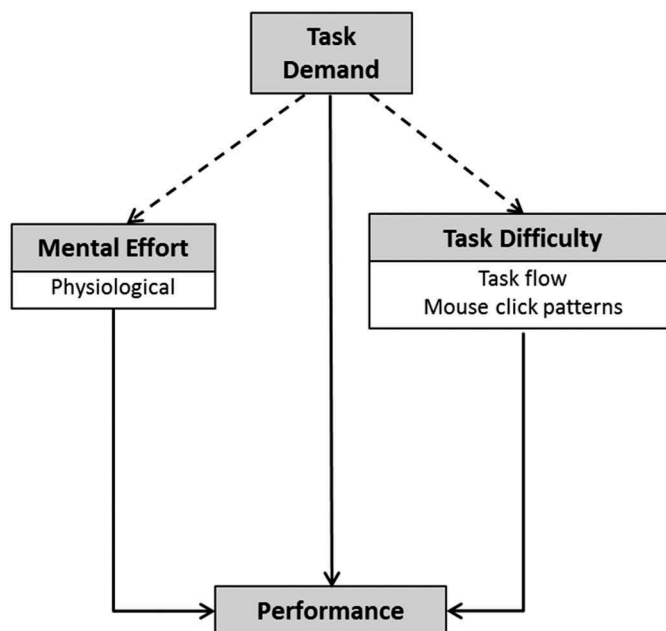 Task
Demand
Mental Effort
Physiological
Task Difficulty
Task flow
Mouse click patterns
Performance